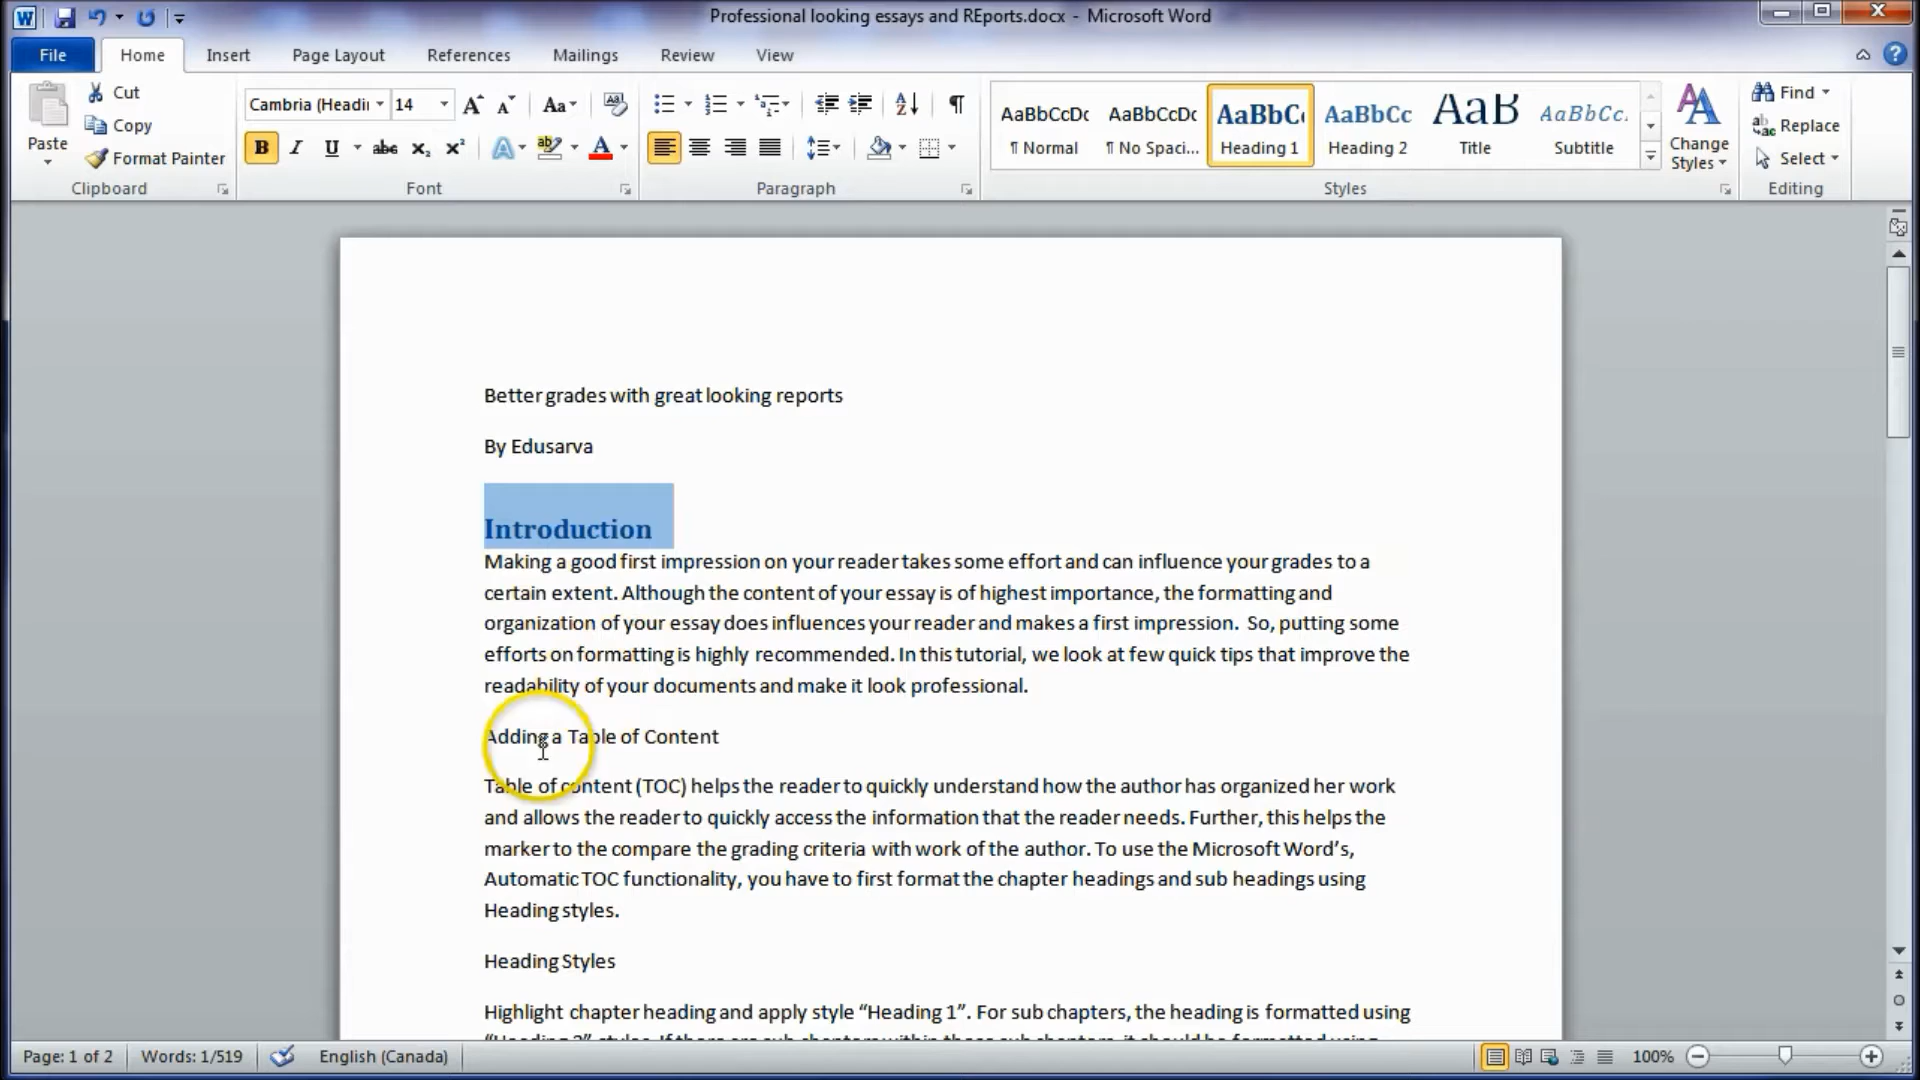 Professional looking essays and REports.docx - Microsoft Word
File Home Insert Page Layout References Mailings Review View
Paste
Cut
Copy
Format Painter
Clipboard
Cambria (Headi 14
Font
Paragraph
AaBbCcDc ¶ Normal
AaBbCcDc ¶ No Spaci...
AaBbC Heading 1
AaBbCc Heading 2
AaB Title
AaBbCc. Subtitle
Change Styles
Styles
Find
Replace
Select
Editing
Better grades with great looking reports
By Edusarva
Introduction
Making a good first impression on your reader takes some effort and can influence your grades to a
certain extent. Although the content of your essay is of highest importance, the formatting and
organization of your essay does influences your reader and makes a first impression.  So, putting some
efforts on formatting is highly recommended. In this tutorial, we look at few quick tips that improve the
readability of your documents and make it look professional.
Adding a Table of Content
Table of content (TOC) helps the reader to quickly understand how the author has organized her work
and allows the reader to quickly access the information that the reader needs. Further, this helps the
marker to the compare the grading criteria with work of the author. To use the Microsoft Word’s,
Automatic TOC functionality, you have to first format the chapter headings and sub headings using
Heading styles.
Heading Styles
Highlight chapter heading and apply style “Heading 1”. For sub chapters, the heading is formatted using
Page: 1 of 2 Words: 1/519 English (Canada) 100%